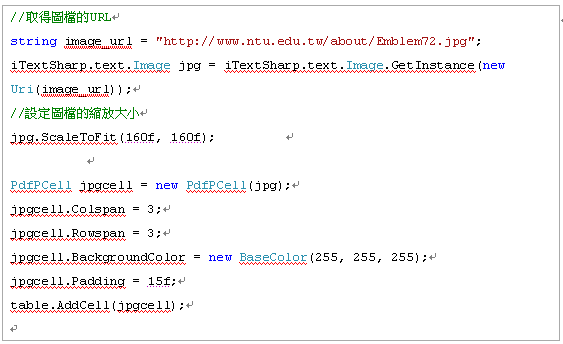 //取得圖檔的URL
string image_url = "http://www.ntu.edu.tw/about/Emblem72.jpg";
iTextSharp.text.Image jpg = iTextSharp.text.Image.GetInstance(new
Uri(image_url));
//設定圖檔的縮放大小
jpg.ScaleToFit(160f, 160f);
PdfPCell jpgcell = new PdfPCell(jpg);
jpgcell.Colspan = 3;
jpgcell.Rowspan = 3;
jpgcell.BackgroundColor = new BaseColor(255, 255, 255);
jpgcell.Padding = 15f;
table.AddCell(jpgcell);